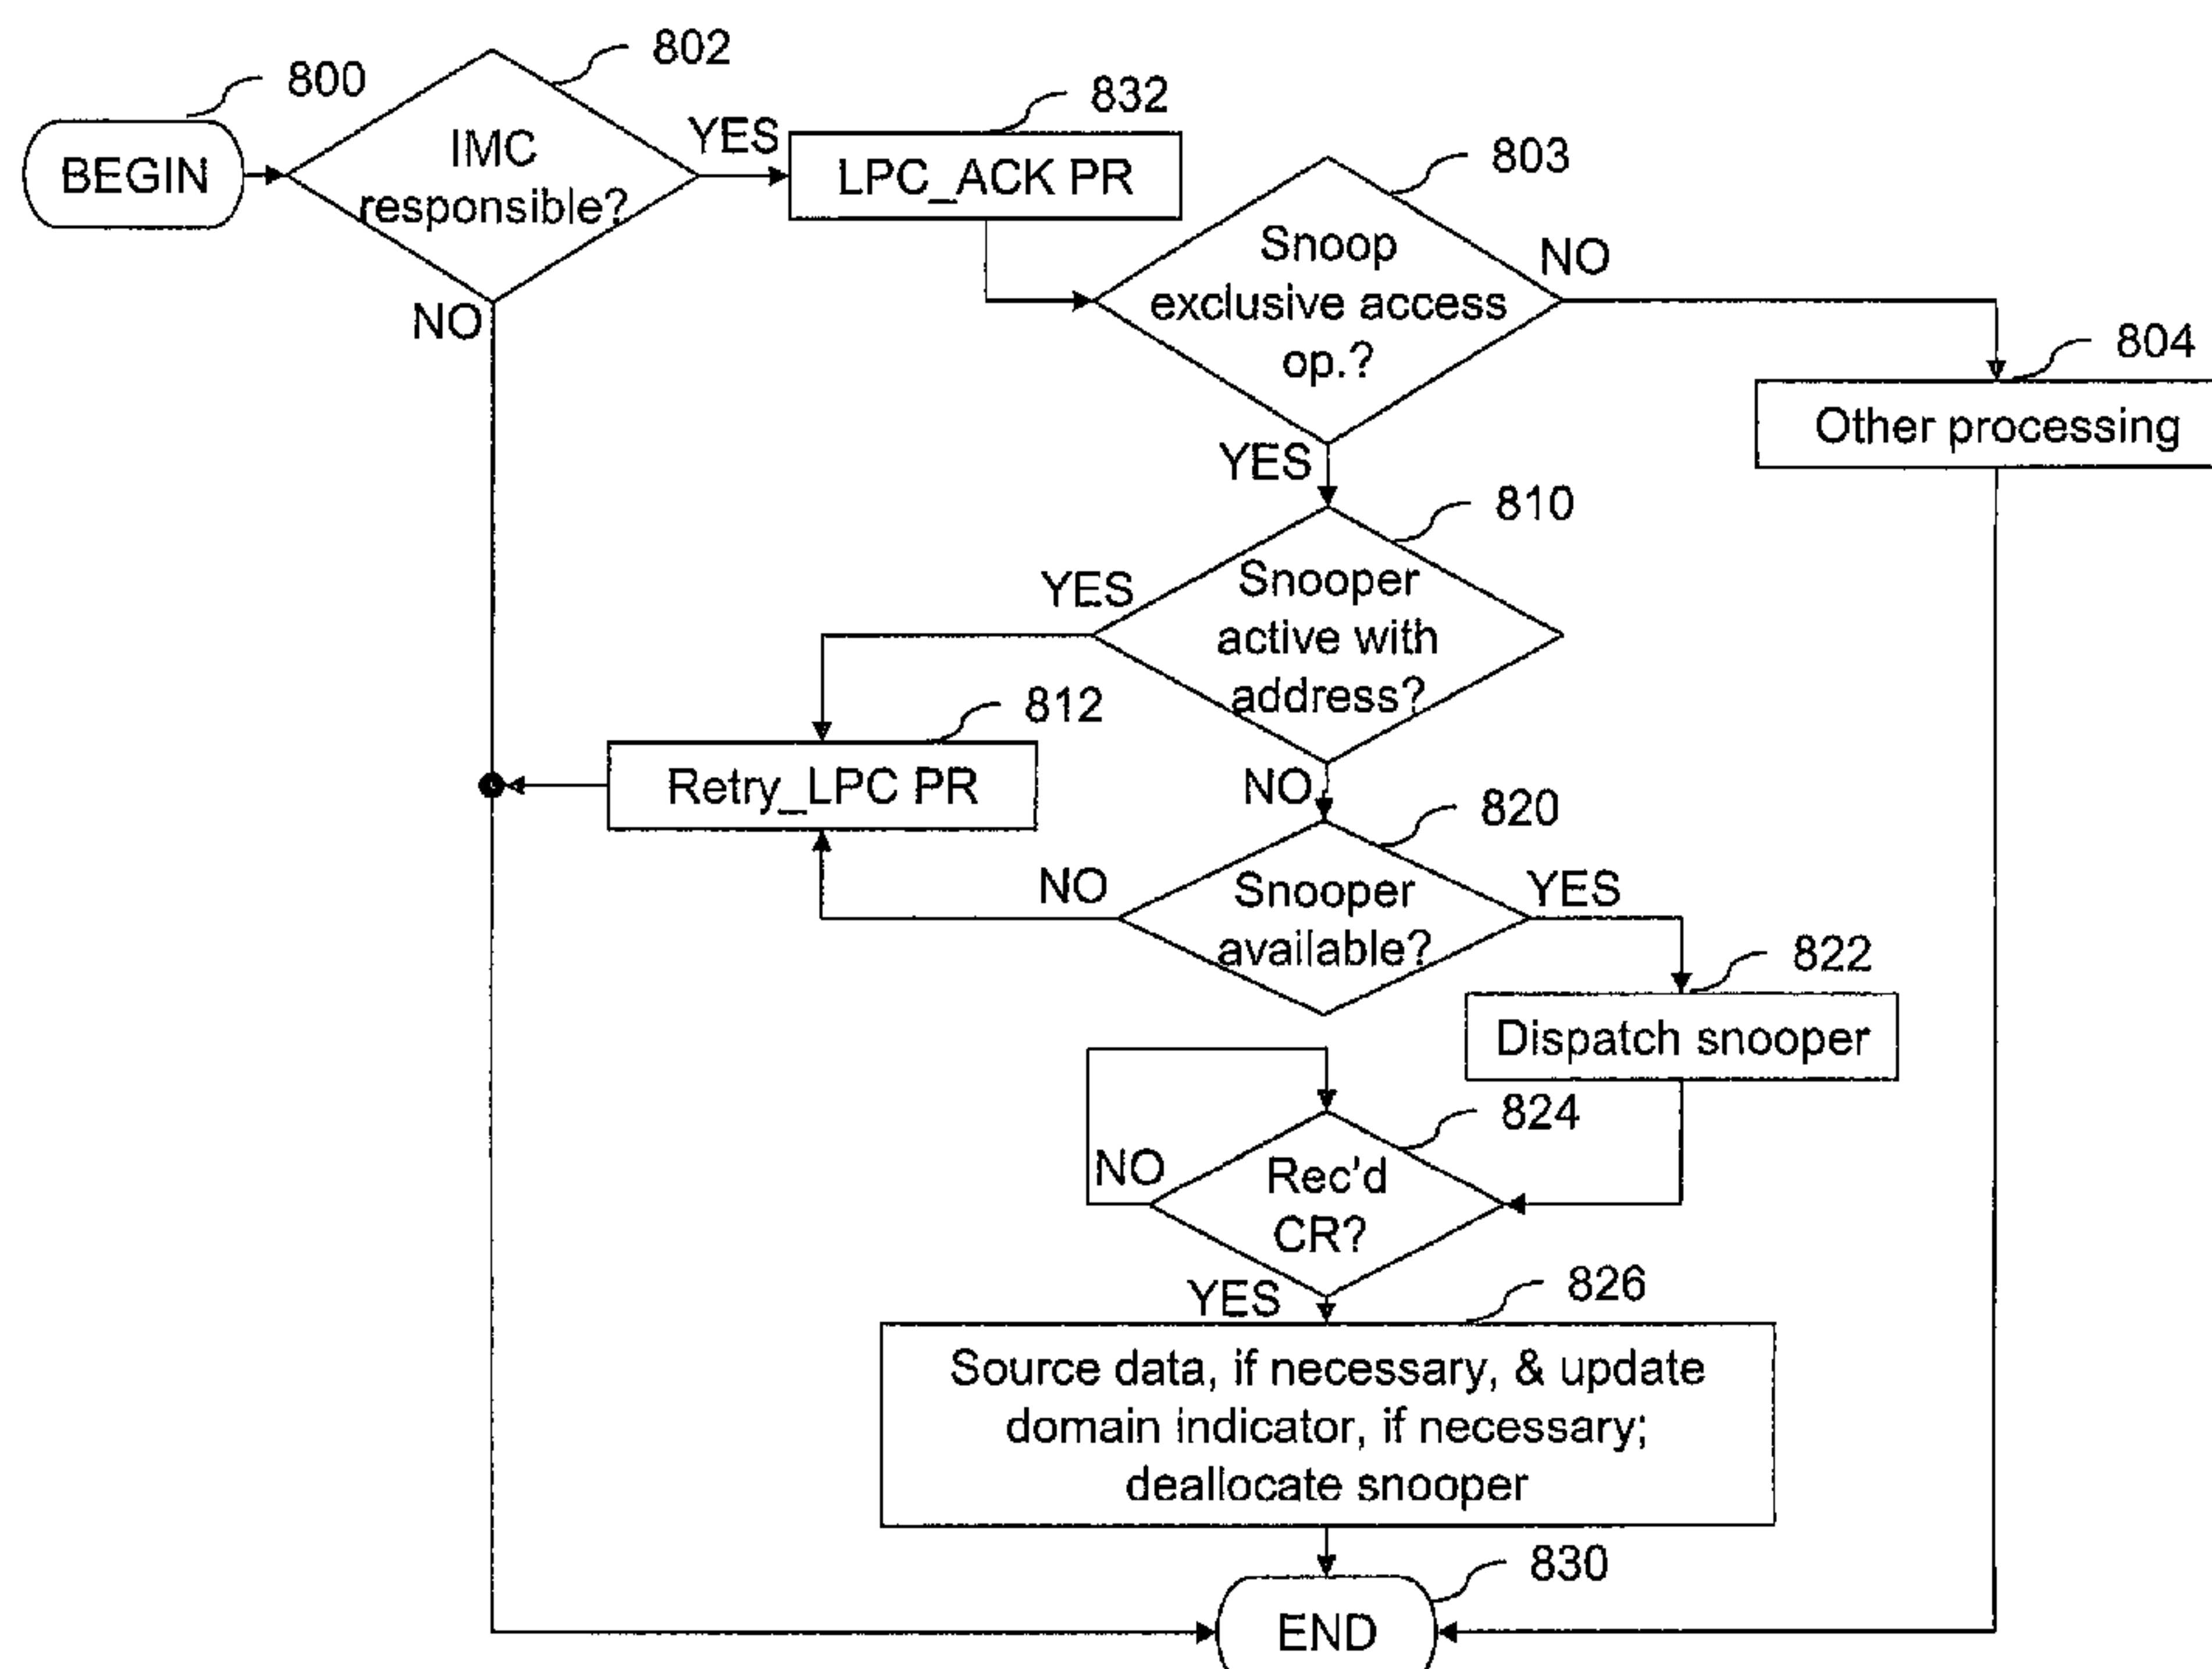 800
BEGIN
802
IMC
responsible?
YES
NO
832
LPC_ACK PR
803
Snoop
exclusive access
op.?
NO
YES
804
Other processing
810
Snooper
active with
address?
YES
NO
812
Retry_LPC PR
820
Snooper
available?
NO
YES
822
Dispatch snooper
824
Rec'd
CR?
NO
YES
826
Source data, if necessary, & update
domain indicator, if necessary;
deallocate snooper
830
END